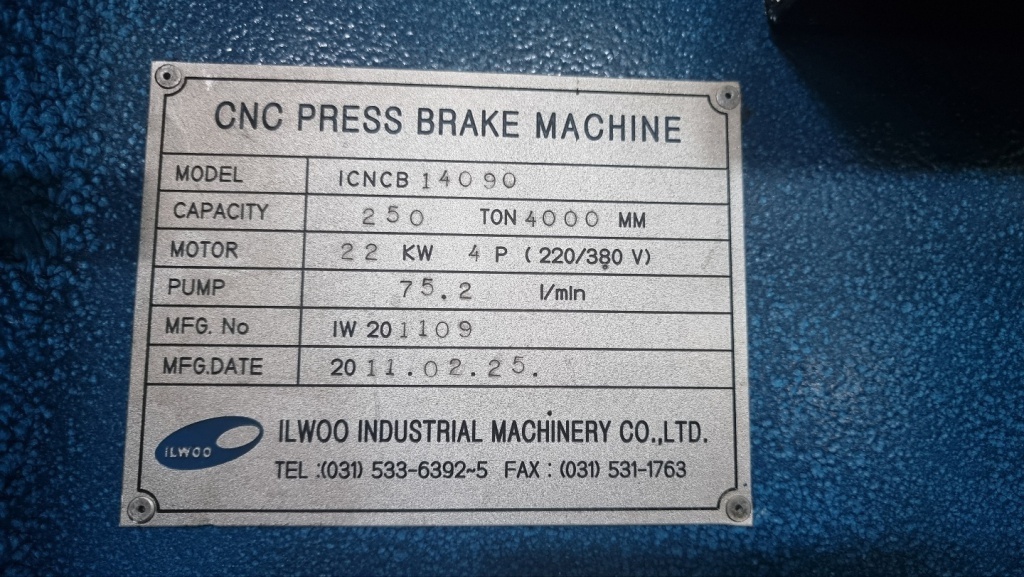 CNC PRESS BRAKE MACHINE
MODEL ICNCB 14090
CAPACITY 250 TON 4000 MM
MOTOR 22 KW 4 P ( 220/380 V)
PUMP 75.2 l/min
MFG. No IW 201109
MFG.DATE 2011.02.25.
ILWOO ILWOO INDUSTRIAL MACHINERY CO.,LTD.
TEL :(031) 533-6392~5 FAX : (031) 531-1763